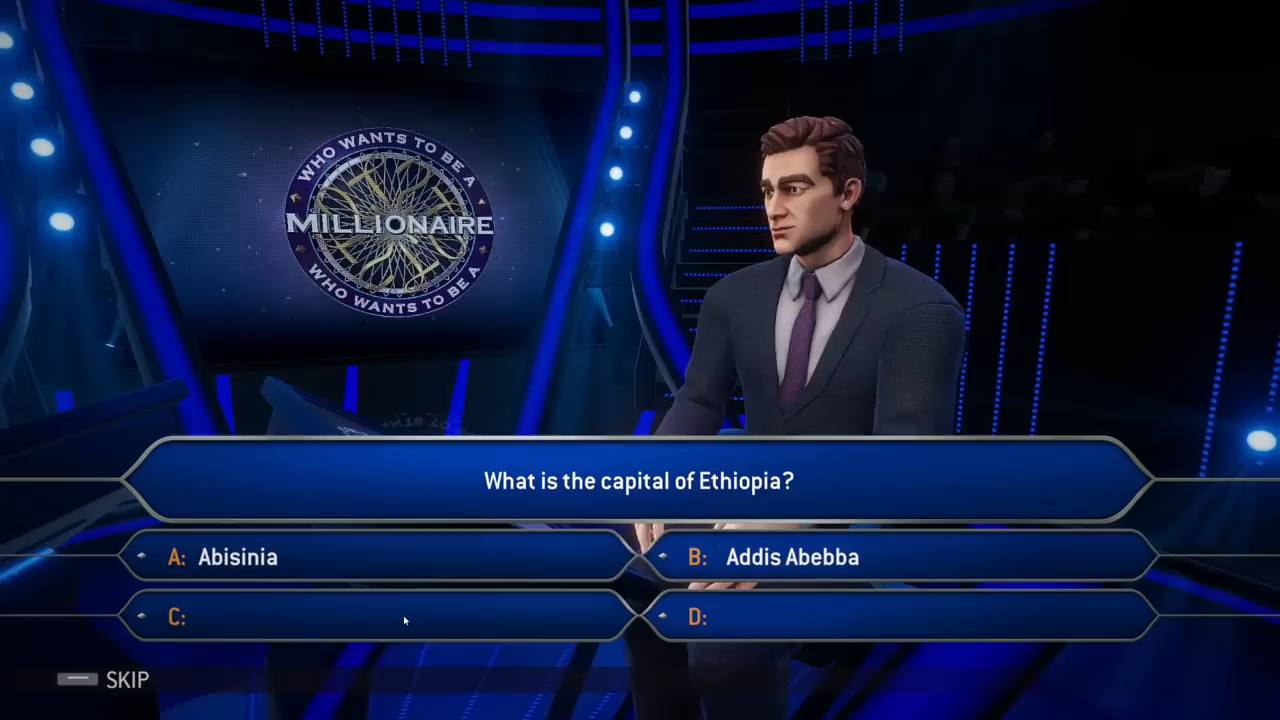 WHO WANTS TO BE A
MILLIONAIRE
WHO WANTS TO BE A
What is the capital of Ethiopia?
A: Abisinia
B: Addis Abebba
C:
D:
SKIP